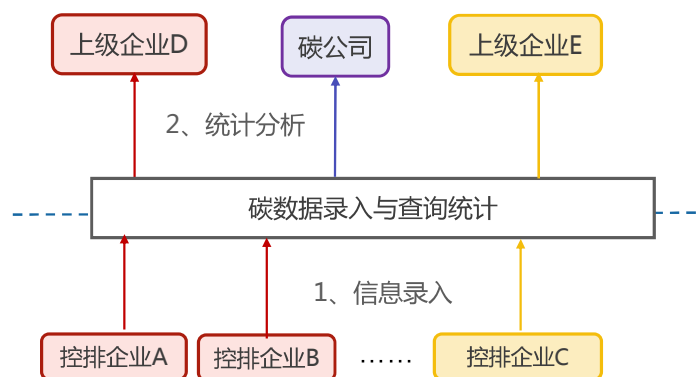 上级企业D
碳公司
上级企业E
2、统计分析
碳数据录入与查询统计
1、信息录入
控排企业A
控排企业B
……
控排企业C